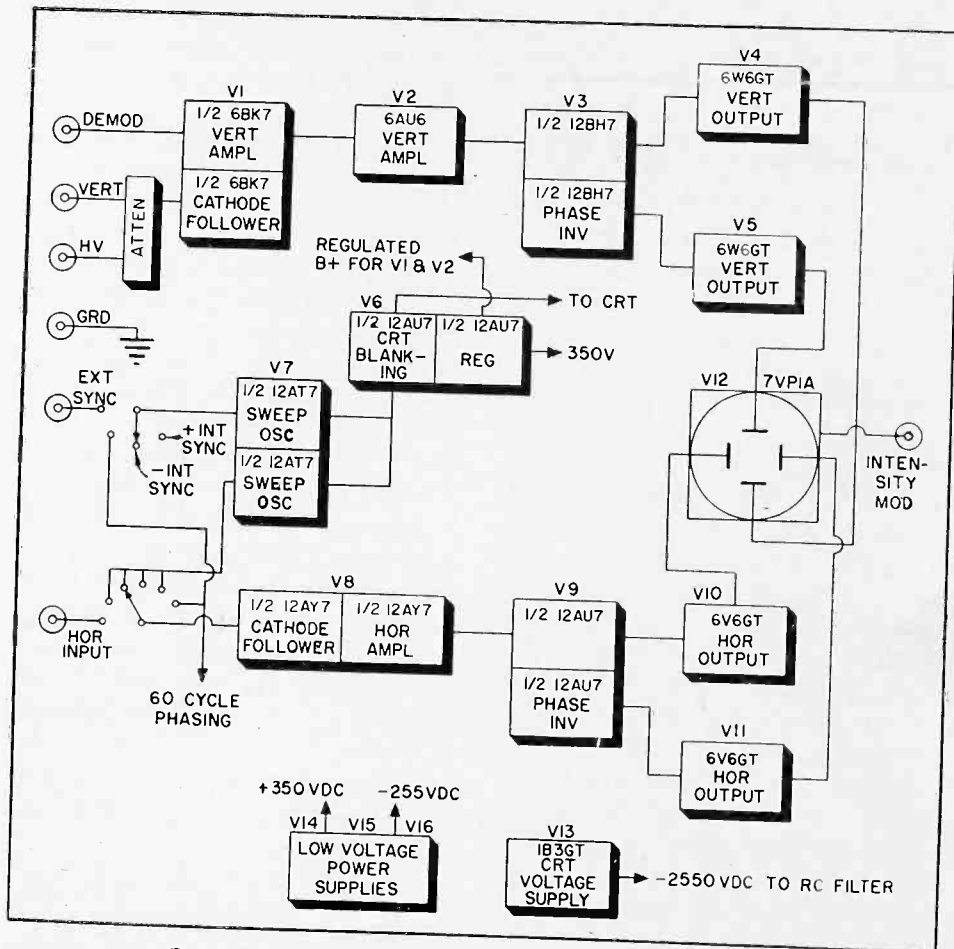 DEMOD
VERT
HV
ATTEN
GRD
EXT
SYNC
+INT
SYNC
-INT
SYNC
HOR
INPUT
60 CYCLE
PHASING
V1
1/2 6BK7
VERT
AMPL
1/2 6BK7
CATHODE
FOLLOWER
V2
6AU6
VERT
AMPL
V3
1/2 12BH7
1/2 12BH7
PHASE
INV
V4
6W6GT
VERT
OUTPUT
V5
6W6GT
VERT
OUTPUT
REGULATED
B+ FOR V1 & V2
V6
1/2 12AU7
CRT
BLANK-
ING
1/2 12AU7
REG
TO CRT
350V
V7
1/2 12AT7
SWEEP
OSC
1/2 12AT7
SWEEP
OSC
V12
7VP1A
INTEN-
SITY
MOD
V8
1/2 12AY7
CATHODE
FOLLOWER
1/2 12AY7
HOR
AMPL
V9
1/2 12AU7
1/2 12AU7
PHASE
INV
V10
6V6GT
HOR
OUTPUT
V11
6V6GT
HOR
OUTPUT
+350VDC
-255VDC
V14 V15 V16
LOW VOLTAGE
POWER
SUPPLIES
V13
1B3GT
CRT
VOLTAGE
SUPPLY
-2550 VDC TO RC FILTER